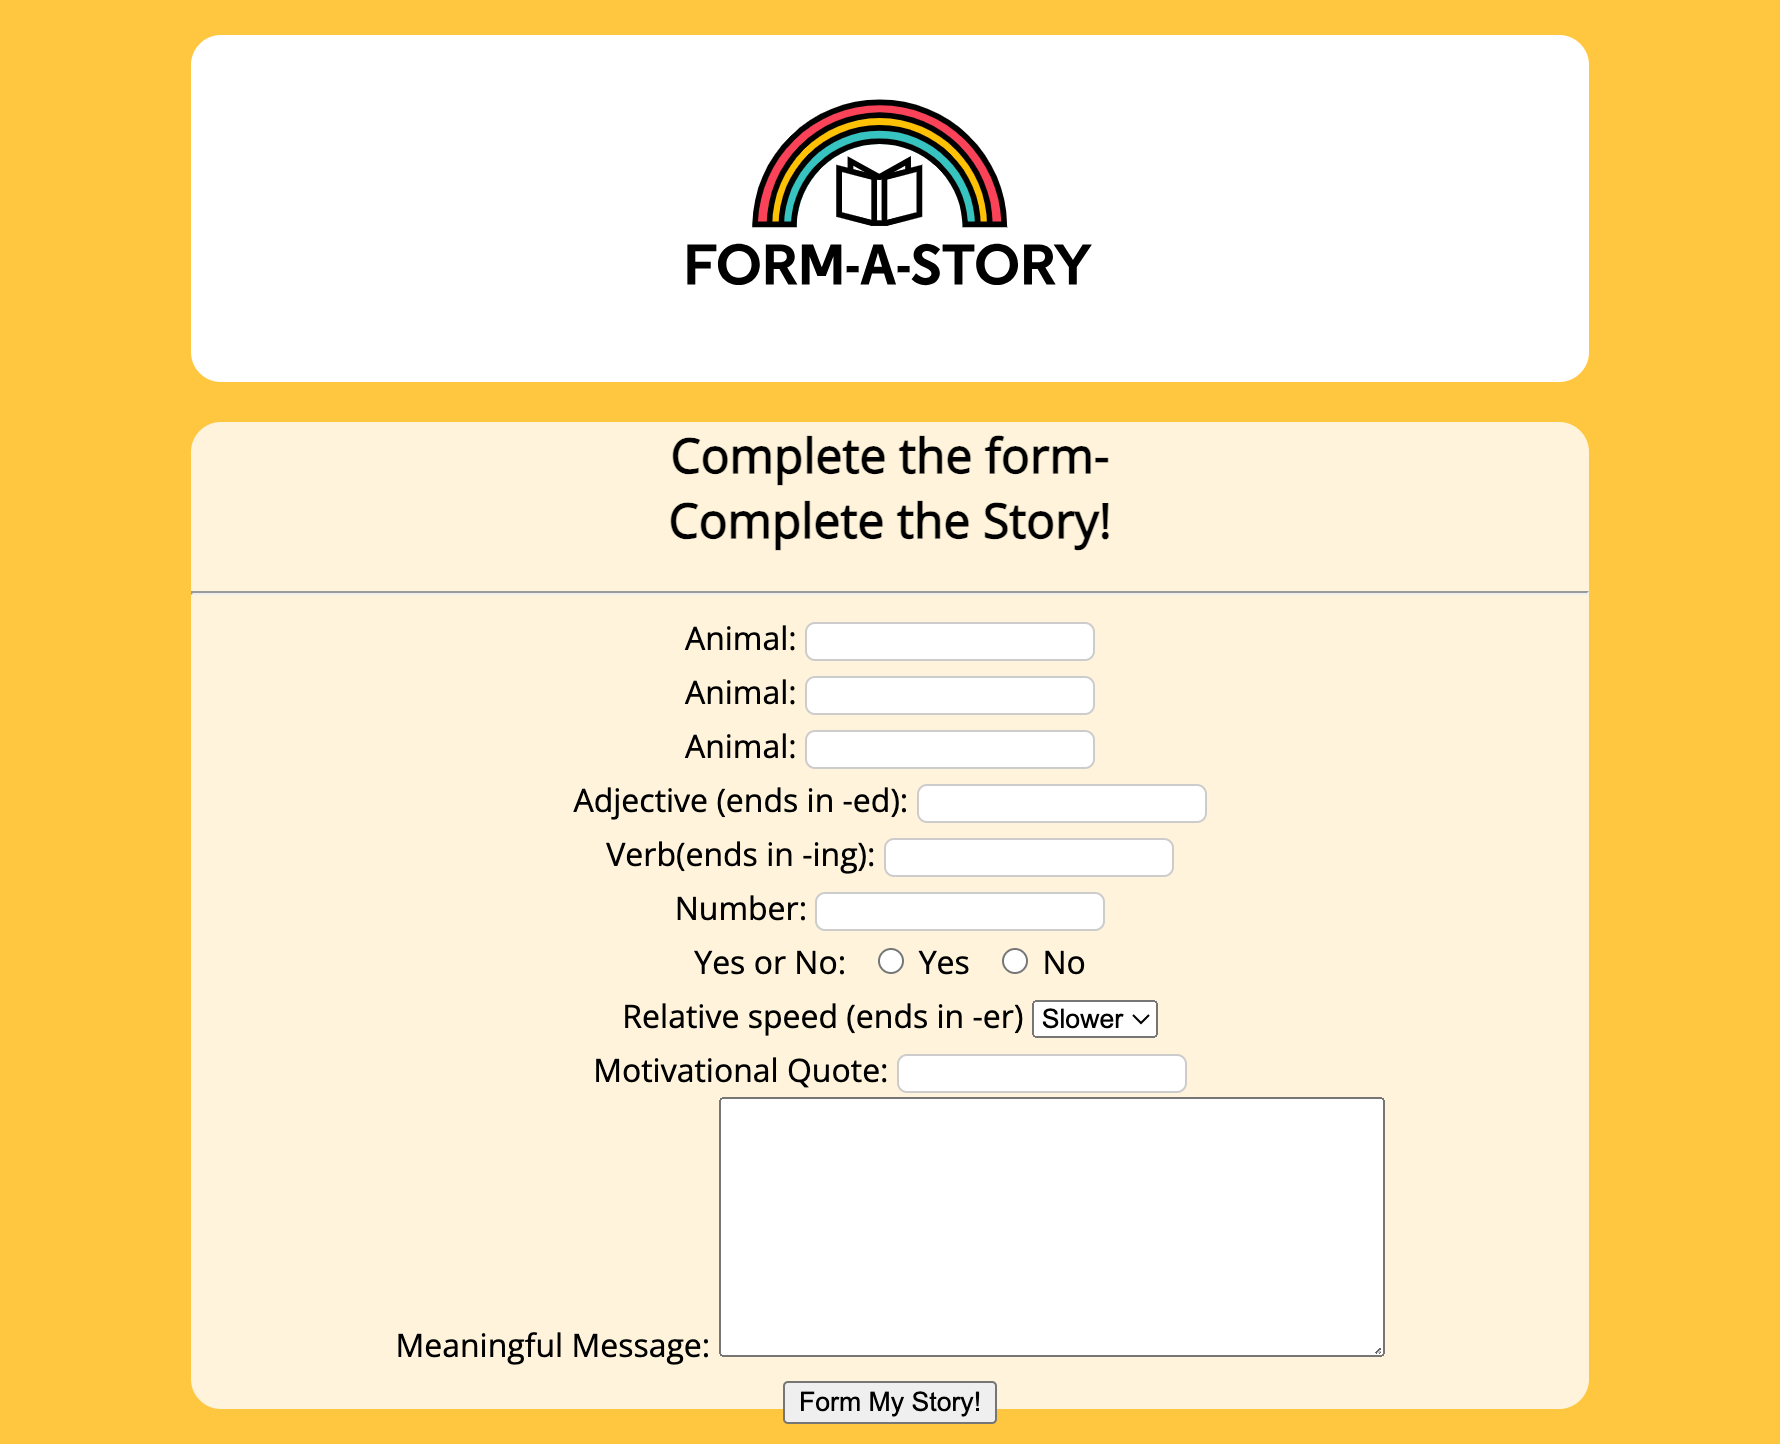 FORM-A-STORY
Complete the form-
Complete the Story!
Animal:
Animal:
Animal:
Adjective (ends in -ed):
Verb(ends in -ing):
Number:
Yes or No: Yes No
Relative speed (ends in -er) Slower
Motivational Quote:
Meaningful Message:
Form My Story!